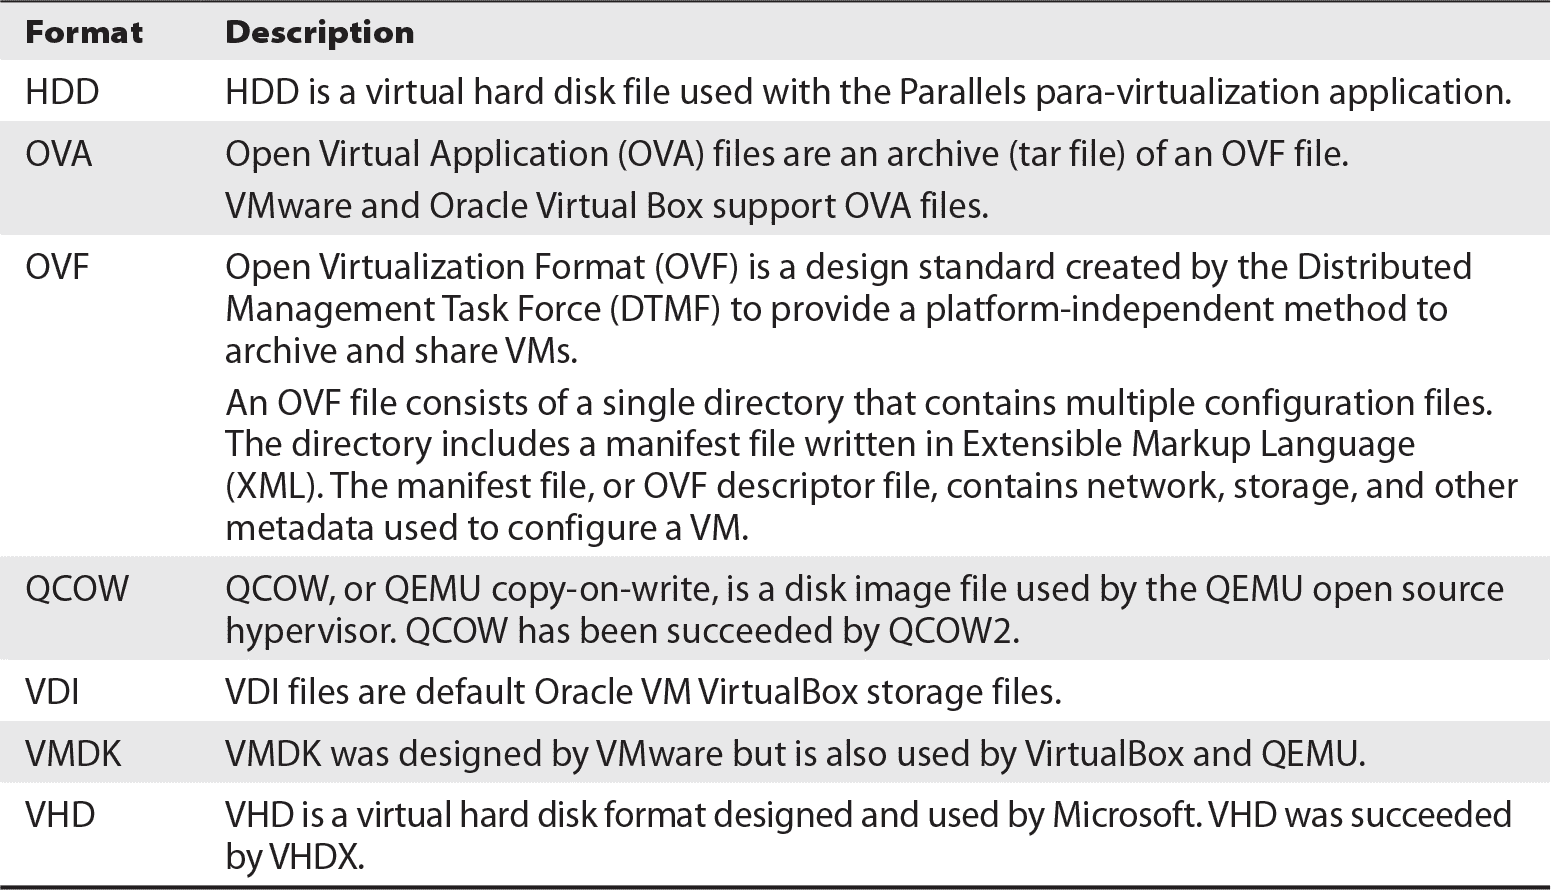 Format Description
HDD HDD is a virtual hard disk file used with the Parallels para-virtualization application.
OVA Open Virtual Application (OVA) files are an archive (tar file) of an OVF file.
VMware and Oracle Virtual Box support OVA files.
OVF Open Virtualization Format (OVF) is a design standard created by the Distributed
Management Task Force (DTMF) to provide a platform-independent method to
archive and share VMs.
An OVF file consists of a single directory that contains multiple configuration files.
The directory includes a manifest file written in Extensible Markup Language
(XML). The manifest file, or OVF descriptor file, contains network, storage, and other
metadata used to configure a VM.
QCOW QCOW, or QEMU copy-on-write, is a disk image file used by the QEMU open source
hypervisor. QCOW has been succeeded by QCOW2.
VDI VDI files are default Oracle VM VirtualBox storage files.
VMDK VMDK was designed by VMware but is also used by VirtualBox and QEMU.
VHD VHD is a virtual hard disk format designed and used by Microsoft. VHD was succeeded
by VHDX.